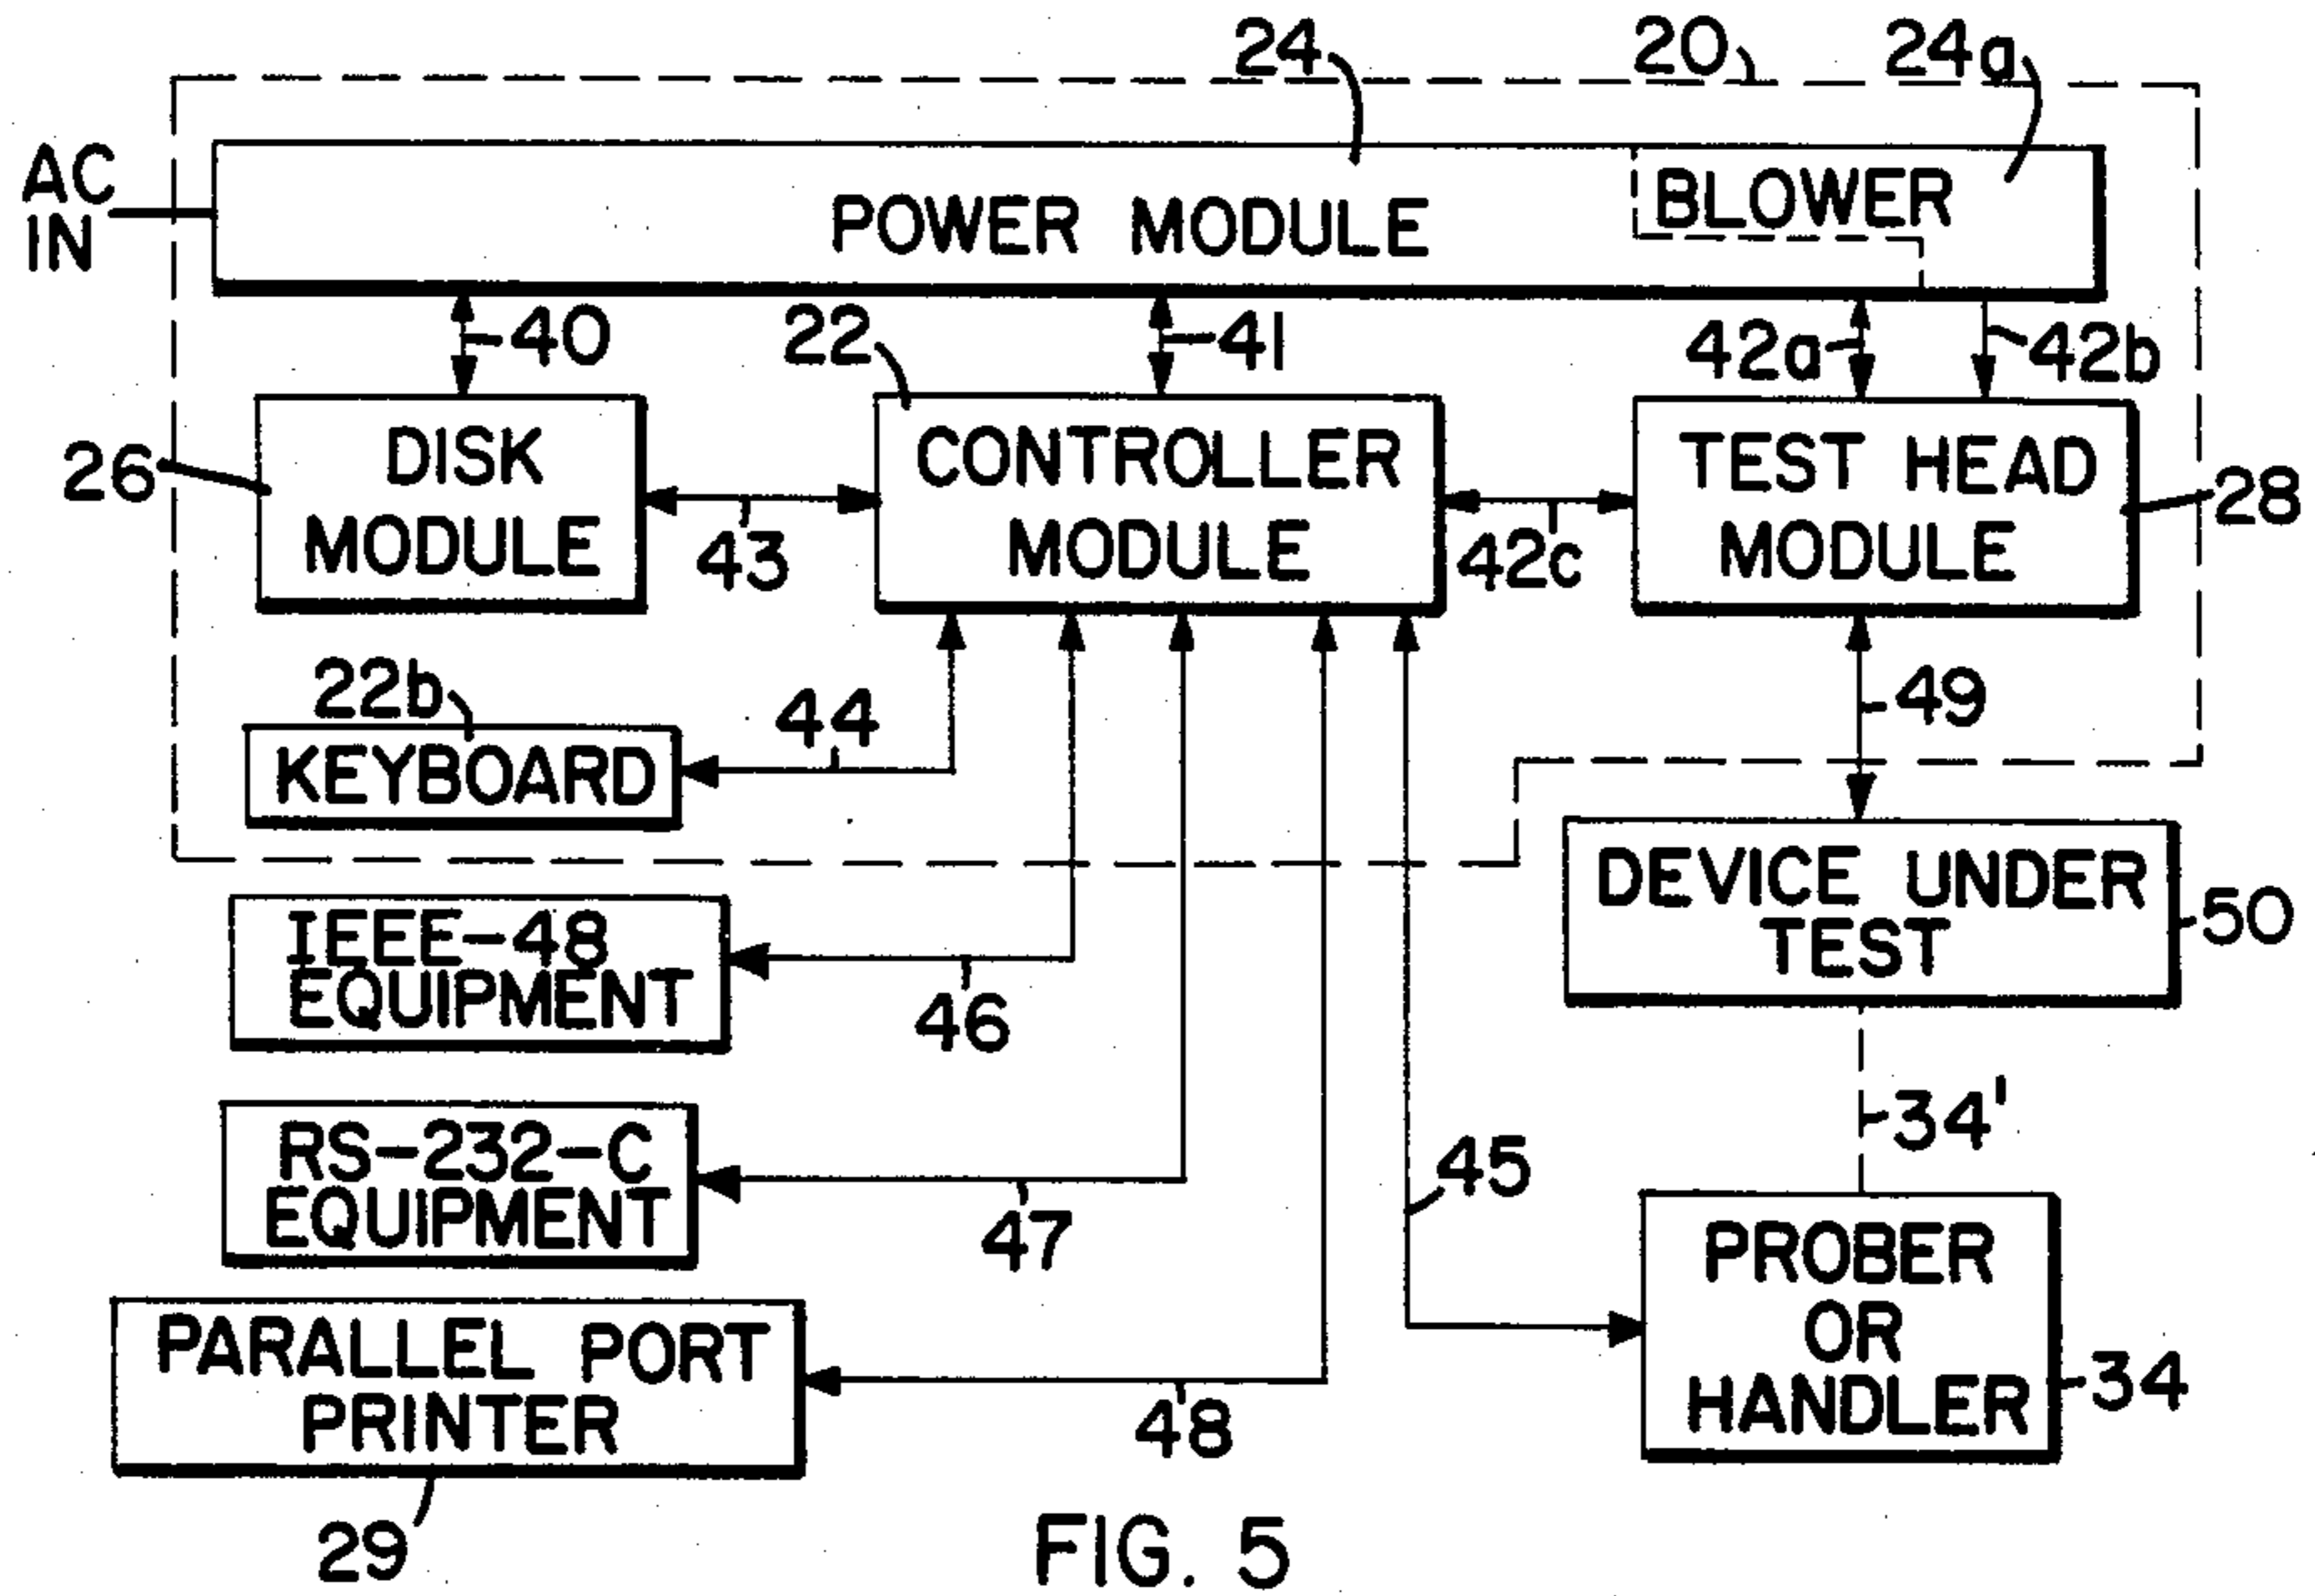 24
20
24a
AC
IN
POWER MODULE
BLOWER
40
22
41
42a
42b
26
DISK
MODULE
43
CONTROLLER
MODULE
42c
TEST HEAD
MODULE
28
22b
KEYBOARD
44
49
IEEE-48
EQUIPMENT
46
DEVICE UNDER
TEST
50
RS-232-C
EQUIPMENT
47
45
34'
PARALLEL PORT
PRINTER
48
PROBER
OR
HANDLER
34
29
FIG. 5